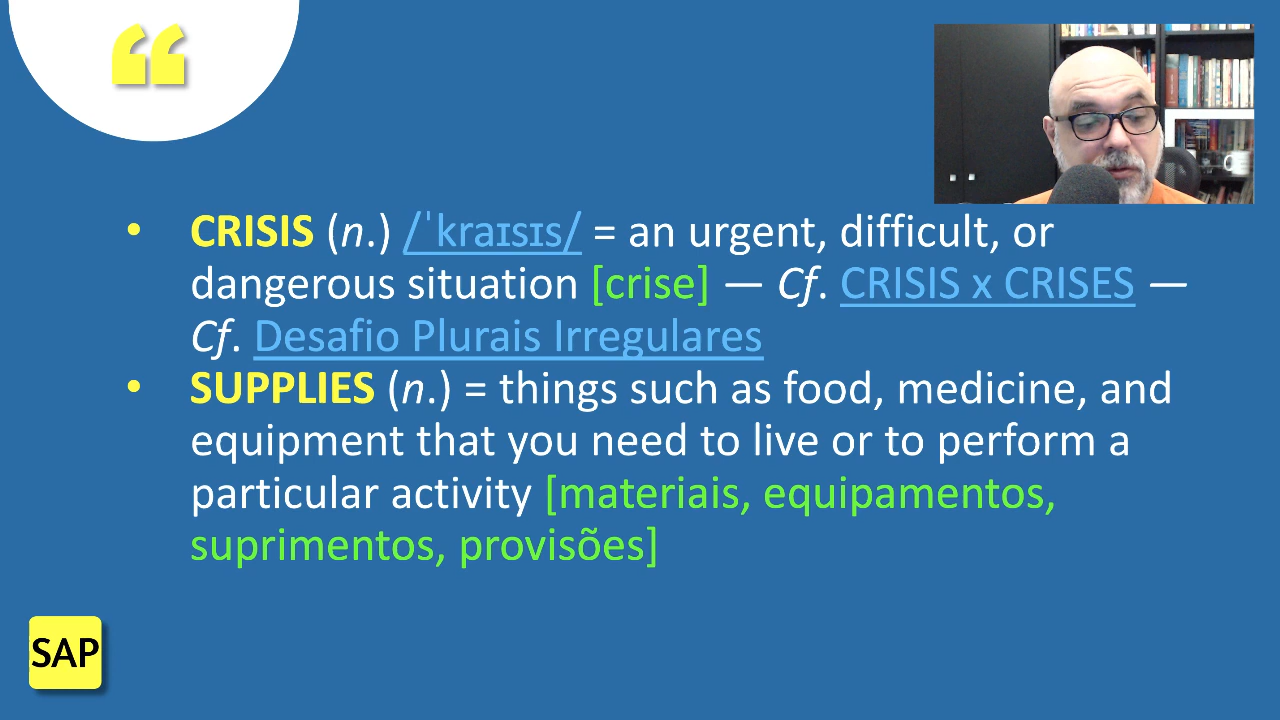 “
• CRISIS (n.) /ˈkraɪsɪs/ = an urgent, difficult, or
dangerous situation [crise] — Cf. CRISIS x CRISES —
Cf. Desafio Plurais Irregulares
• SUPPLIES (n.) = things such as food, medicine, and
equipment that you need to live or to perform a
particular activity [materiais, equipamentos,
suprimentos, provisões]
SAP